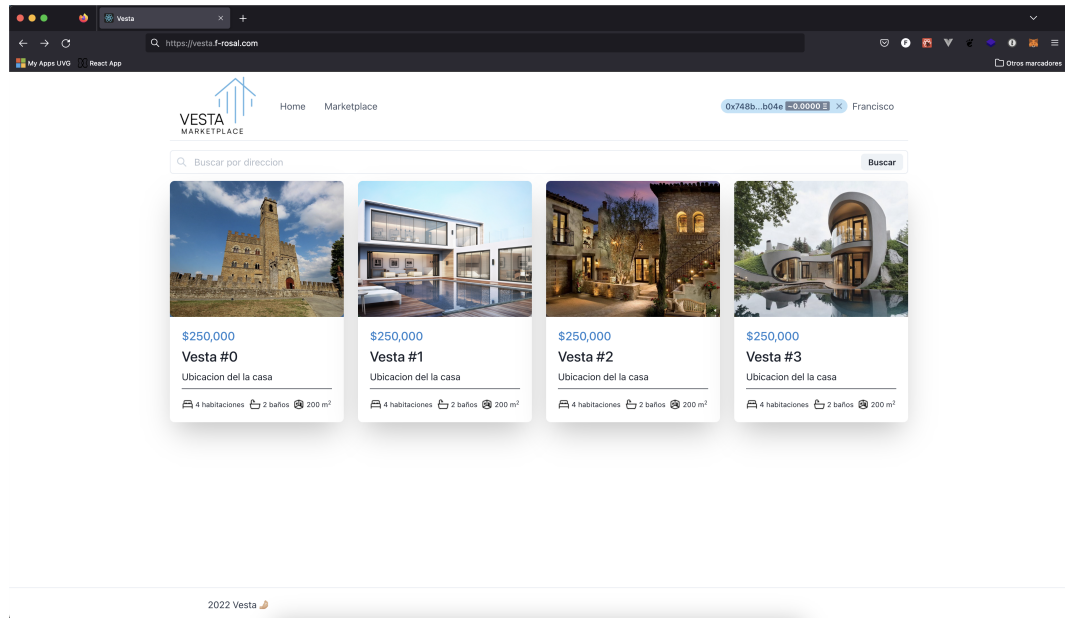 Vesta
https://vesta.f-rosal.com
My Apps UVG
React App
Otros marcadores
VESTA
MARKETPLACE
Home
Marketplace
0x748b...b04e ~0.0000 Ξ
Francisco
Buscar por direccion
Buscar
$250,000
Vesta #0
Ubicacion del la casa
4 habitaciones 2 baños 200 m²
$250,000
Vesta #1
Ubicacion del la casa
4 habitaciones 2 baños 200 m²
$250,000
Vesta #2
Ubicacion del la casa
4 habitaciones 2 baños 200 m²
$250,000
Vesta #3
Ubicacion del la casa
4 habitaciones 2 baños 200 m²
2022 Vesta